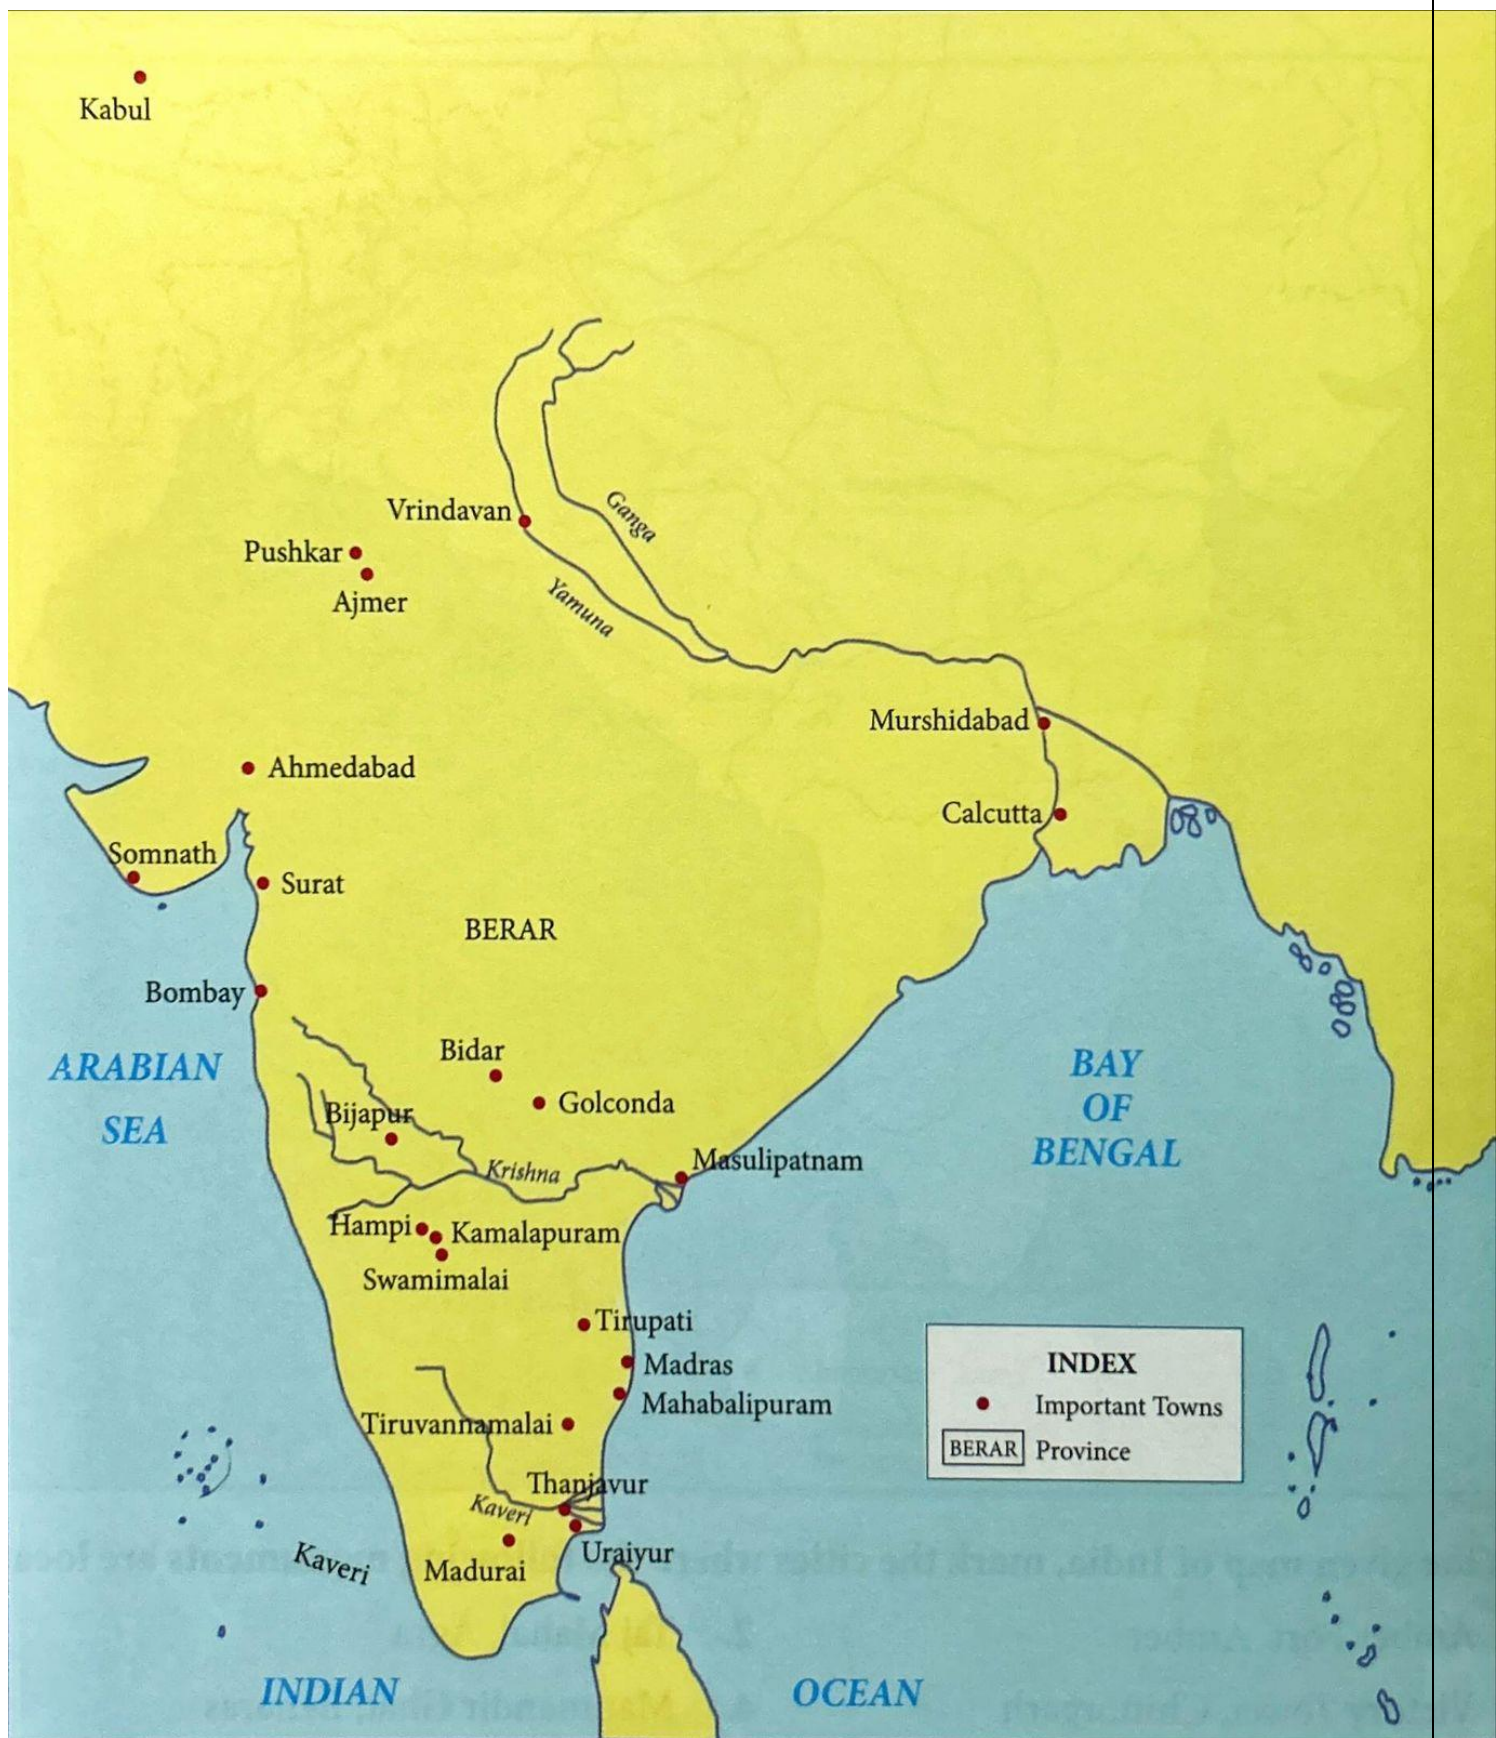 Kabul
Ganga
Vrindavan
Pushkar
Ajmer
Yamuna
Murshidabad
Ahmedabad
Calcutta
Somnath
Surat
BERAR
Bombay
Bidar
ARABIAN
SEA
BAY
OF
BENGAL
Golconda
Bijapur
Krishna
Masulipatnam
Hampi
Kamalapuram
Swamimalai
Tirupati
Madras
Mahabalipuram
Tiruvannamalai
Thanjavur
Kaveri
Uraiyur
Kaveri
Madurai
INDEX
Important Towns
BERAR Province
INDIAN
OCEAN